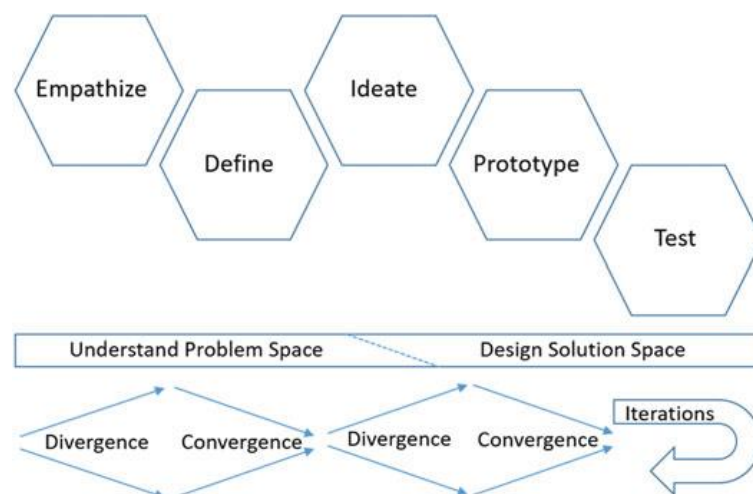 Empathize
Define
Ideate
Prototype
Test
Understand Problem Space
Design Solution Space
Divergence
Convergence
Divergence
Convergence
Iterations